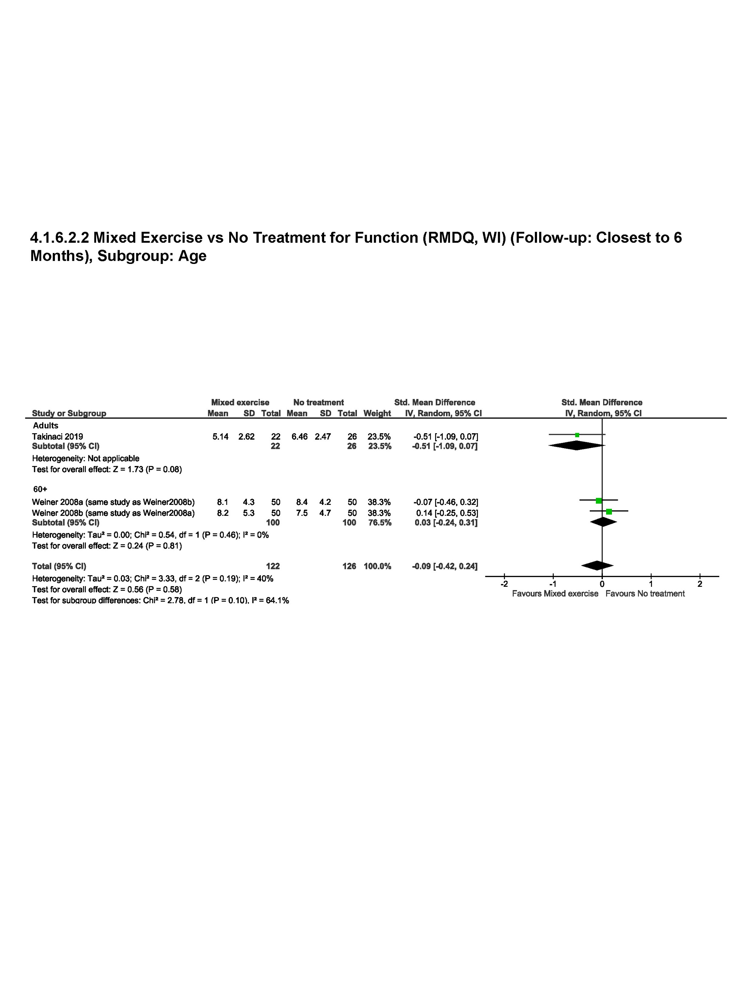 4.1.6.2.2 Mixed Exercise vs No Treatment for Function (RMDQ, WI) (Follow-up: Closest to 6
Months), Subgroup: Age
Mixed exercise No treatment Std. Mean Difference Std. Mean Difference
Study or Subgroup Mean SD Total Mean SD Total Weight IV, Random, 95% CI IV, Random, 95% CI
Adults
Takinaci 2019 5.14 2.62 22 6.46 2.47 26 23.5% -0.51 [-1.09, 0.07]
Subtotal (95% CI) 22 26 23.5% -0.51 [-1.09, 0.07]
Heterogeneity: Not applicable
Test for overall effect: Z = 1.73 (P = 0.08)
60+
Weiner 2008a (same study as Weiner2008b) 8.1 4.3 50 8.4 4.2 50 38.3% -0.07 [-0.46, 0.32]
Weiner 2008b (same study as Weiner2008a) 8.2 5.3 50 7.5 4.7 50 38.3% 0.14 [-0.25, 0.53]
Subtotal (95% CI) 100 100 76.5% 0.03 [-0.24, 0.31]
Heterogeneity: Tau² = 0.00; Chi² = 0.54, df = 1 (P = 0.46); I² = 0%
Test for overall effect: Z = 0.24 (P = 0.81)
Total (95% CI) 122 126 100.0% -0.09 [-0.42, 0.24]
Heterogeneity: Tau² = 0.03; Chi² = 3.33, df = 2 (P = 0.19); I² = 40%
Test for overall effect: Z = 0.56 (P = 0.58)
Test for subgroup differences: Chi² = 2.78, df = 1 (P = 0.10), I² = 64.1%
-2 -1 0 1 2
Favours Mixed exercise Favours No treatment